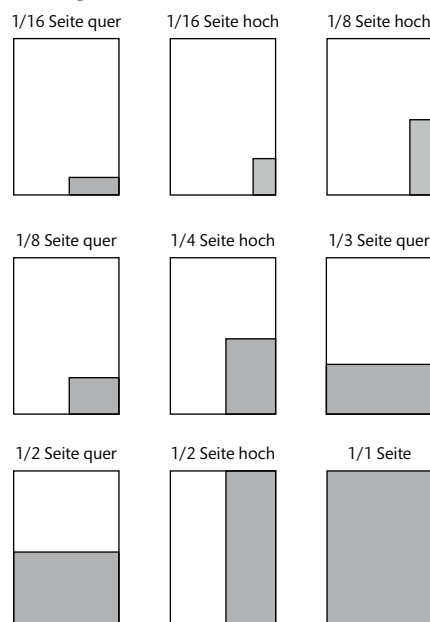 1/16 Seite quer 1/16 Seite hoch 1/8 Seite hoch
1/8 Seite quer 1/4 Seite hoch 1/3 Seite quer
1/2 Seite quer 1/2 Seite hoch 1/1 Seite